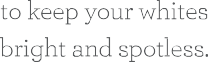 to keep your whites
bright and spotless.